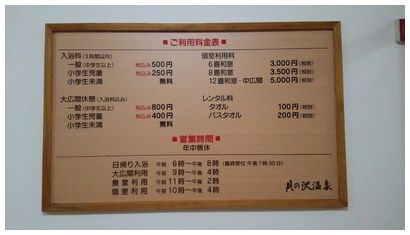 ■ ご利用料金表 ■
入浴料(3時間以内)
一般(中学生以上) 税込み500円
小学生児童 税込み250円
小学生未満 無料
個室利用料
6畳和室 3,000円(税別)
8畳和室 3,500円(税別)
12畳和室・中広間 5,000円(税別)
大広間休憩(入浴料込み)
一般(中学生以上) 税込み800円
小学生児童 税込み400円
小学生未満 無料
レンタル料
タオル 100円(税別)
バスタオル 200円(税別)
■ 営業時間 ■
年中無休
日帰り入浴 午前 6時〜午後 8時(最終受付 午後7時30分)
大広間利用 午前 9時〜午後 4時
食堂利用 午前 11時〜午後 2時
個室利用 午前 10時〜午後 4時
貝の沢温泉